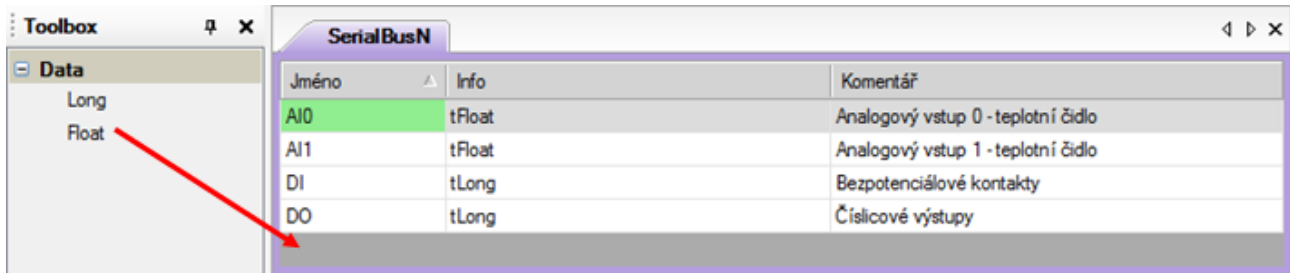 Toolbox
Data
Long
Float
SerialBusN
Jméno Info Komentář
AI0 tFloat Analogový vstup 0 - teplotní čidlo
AI1 tFloat Analogový vstup 1 - teplotní čidlo
DI tLong Bezpotenciálové kontakty
DO tLong Číslicové výstupy